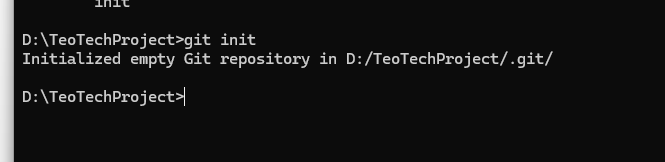 init
D:\TeoTechProject>git init
Initialized empty Git repository in D:/TeoTechProject/.git/
D:\TeoTechProject>